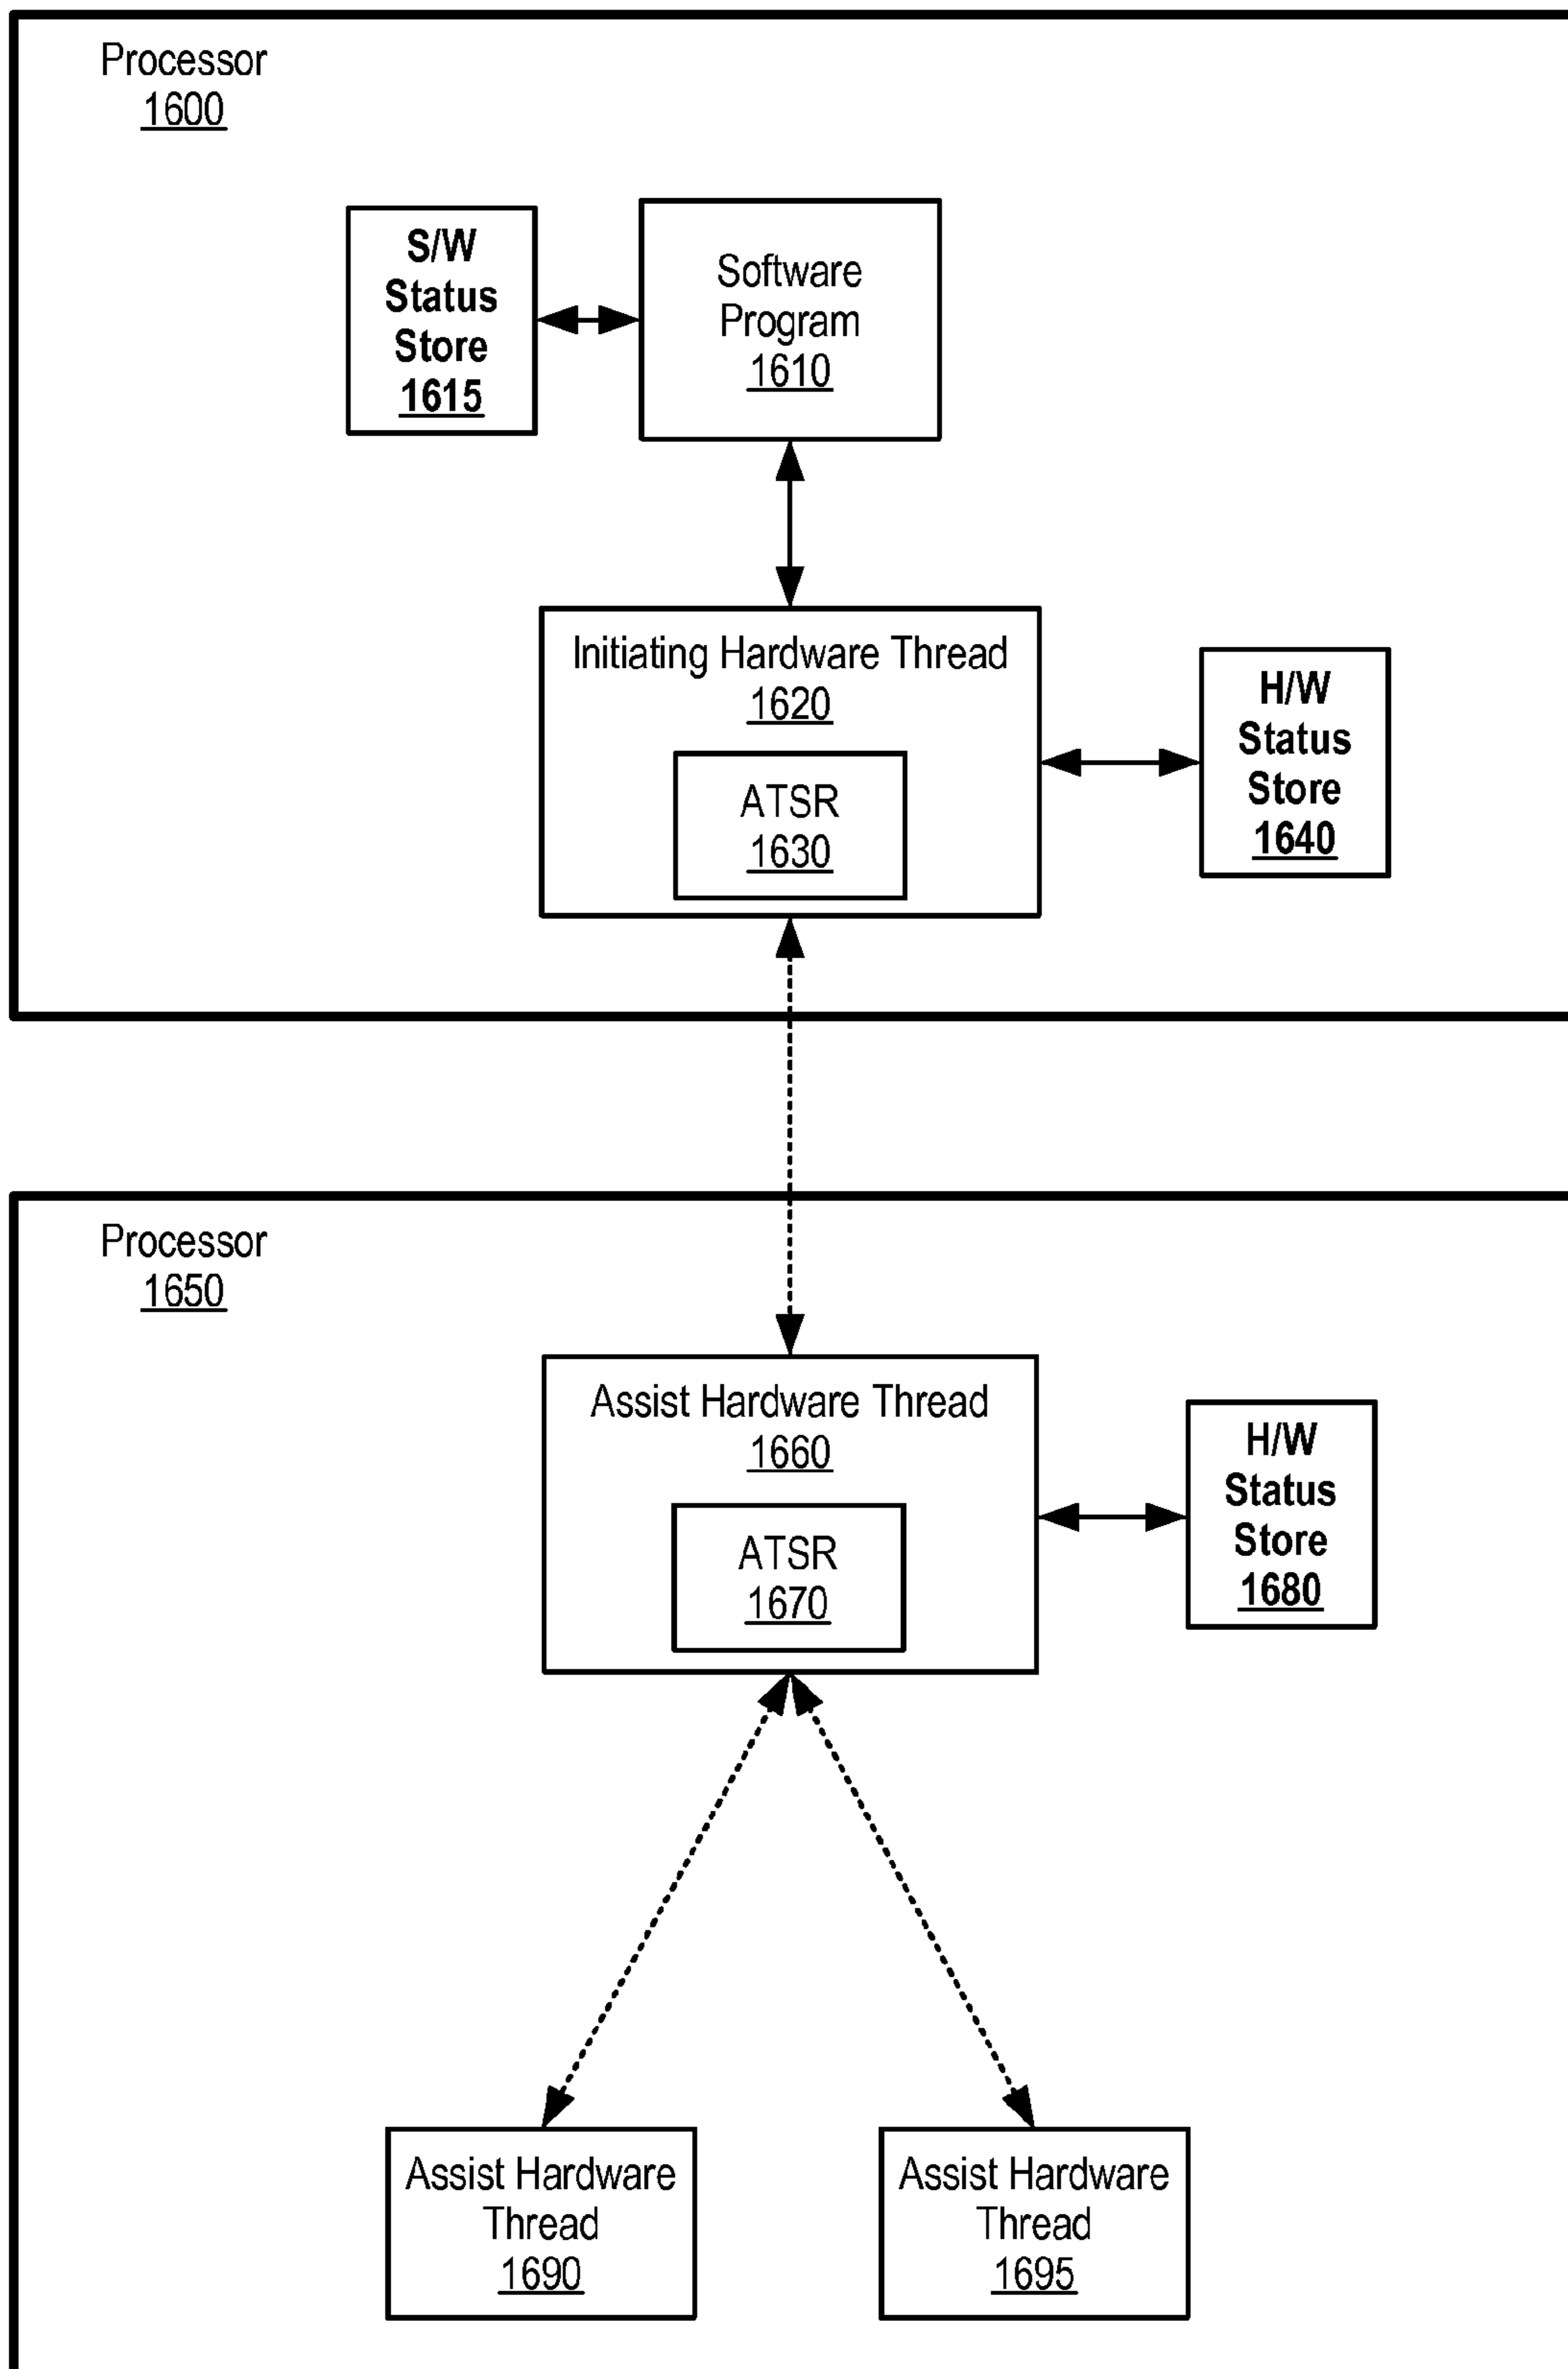 Processor
1600
S/W
Status
Store
1615
Software
Program
1610
Initiating Hardware Thread
1620
ATSR
1630
H/W
Status
Store
1640
Processor
1650
Assist Hardware Thread
1660
ATSR
1670
H/W
Status
Store
1680
Assist Hardware
Thread
1690
Assist Hardware
Thread
1695